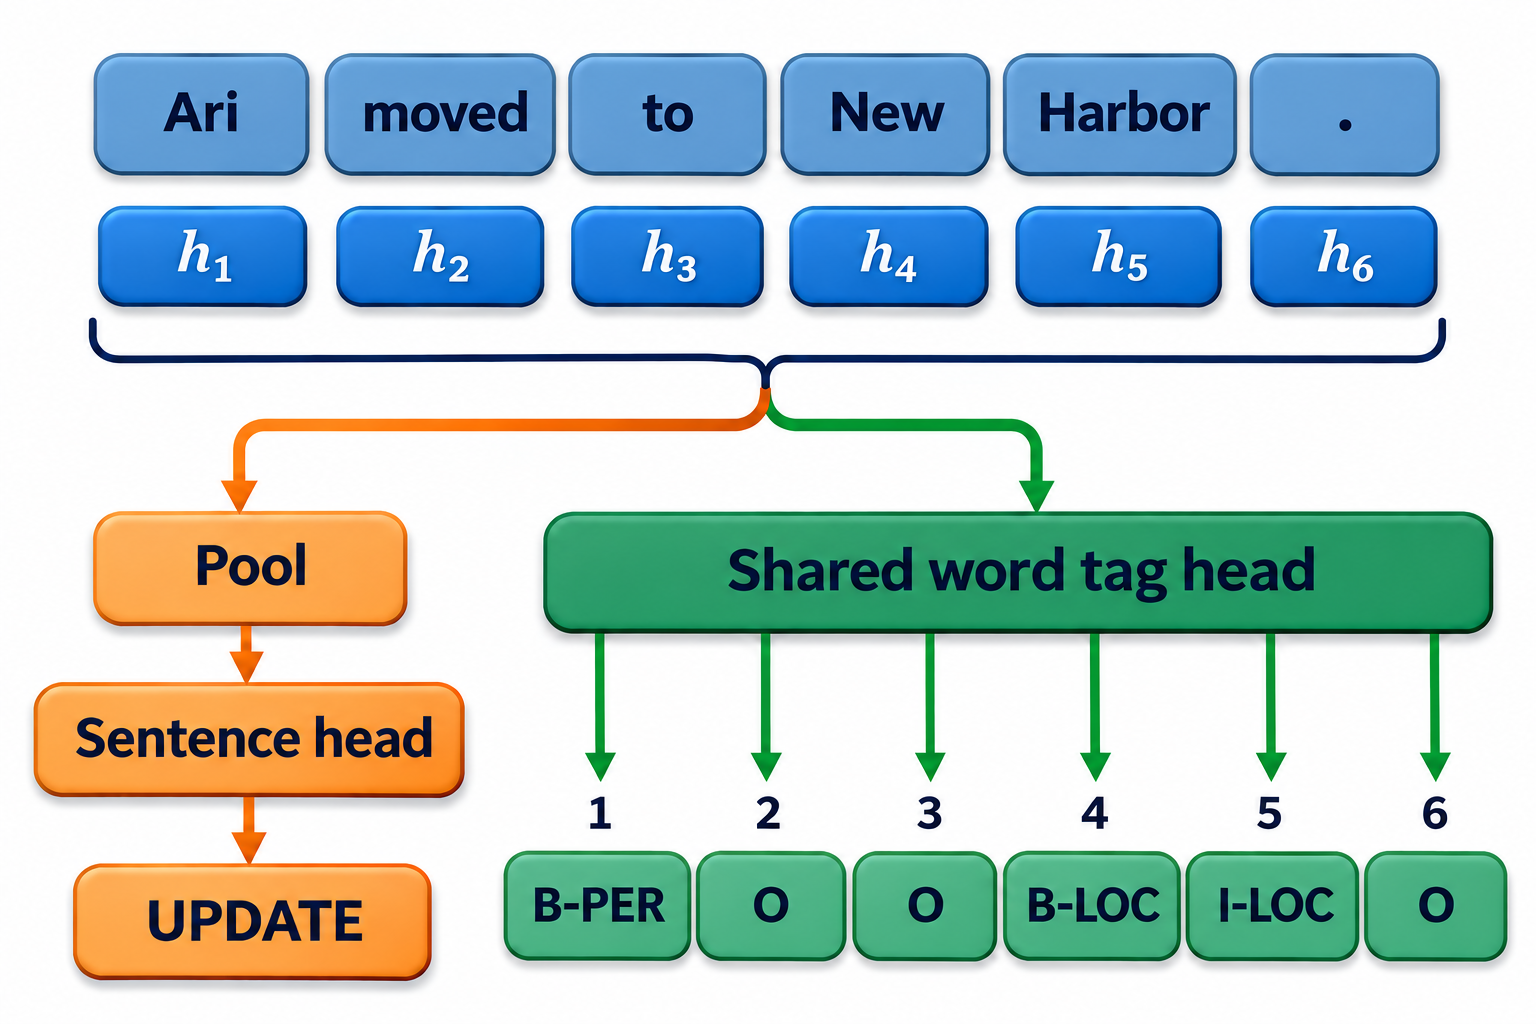 Ari moved to New Harbor .
h₁ h₂ h₃ h₄ h₅ h₆
Pool
Shared word tag head
Sentence head
1 2 3 4 5 6
UPDATE
B-PER O O B-LOC I-LOC O